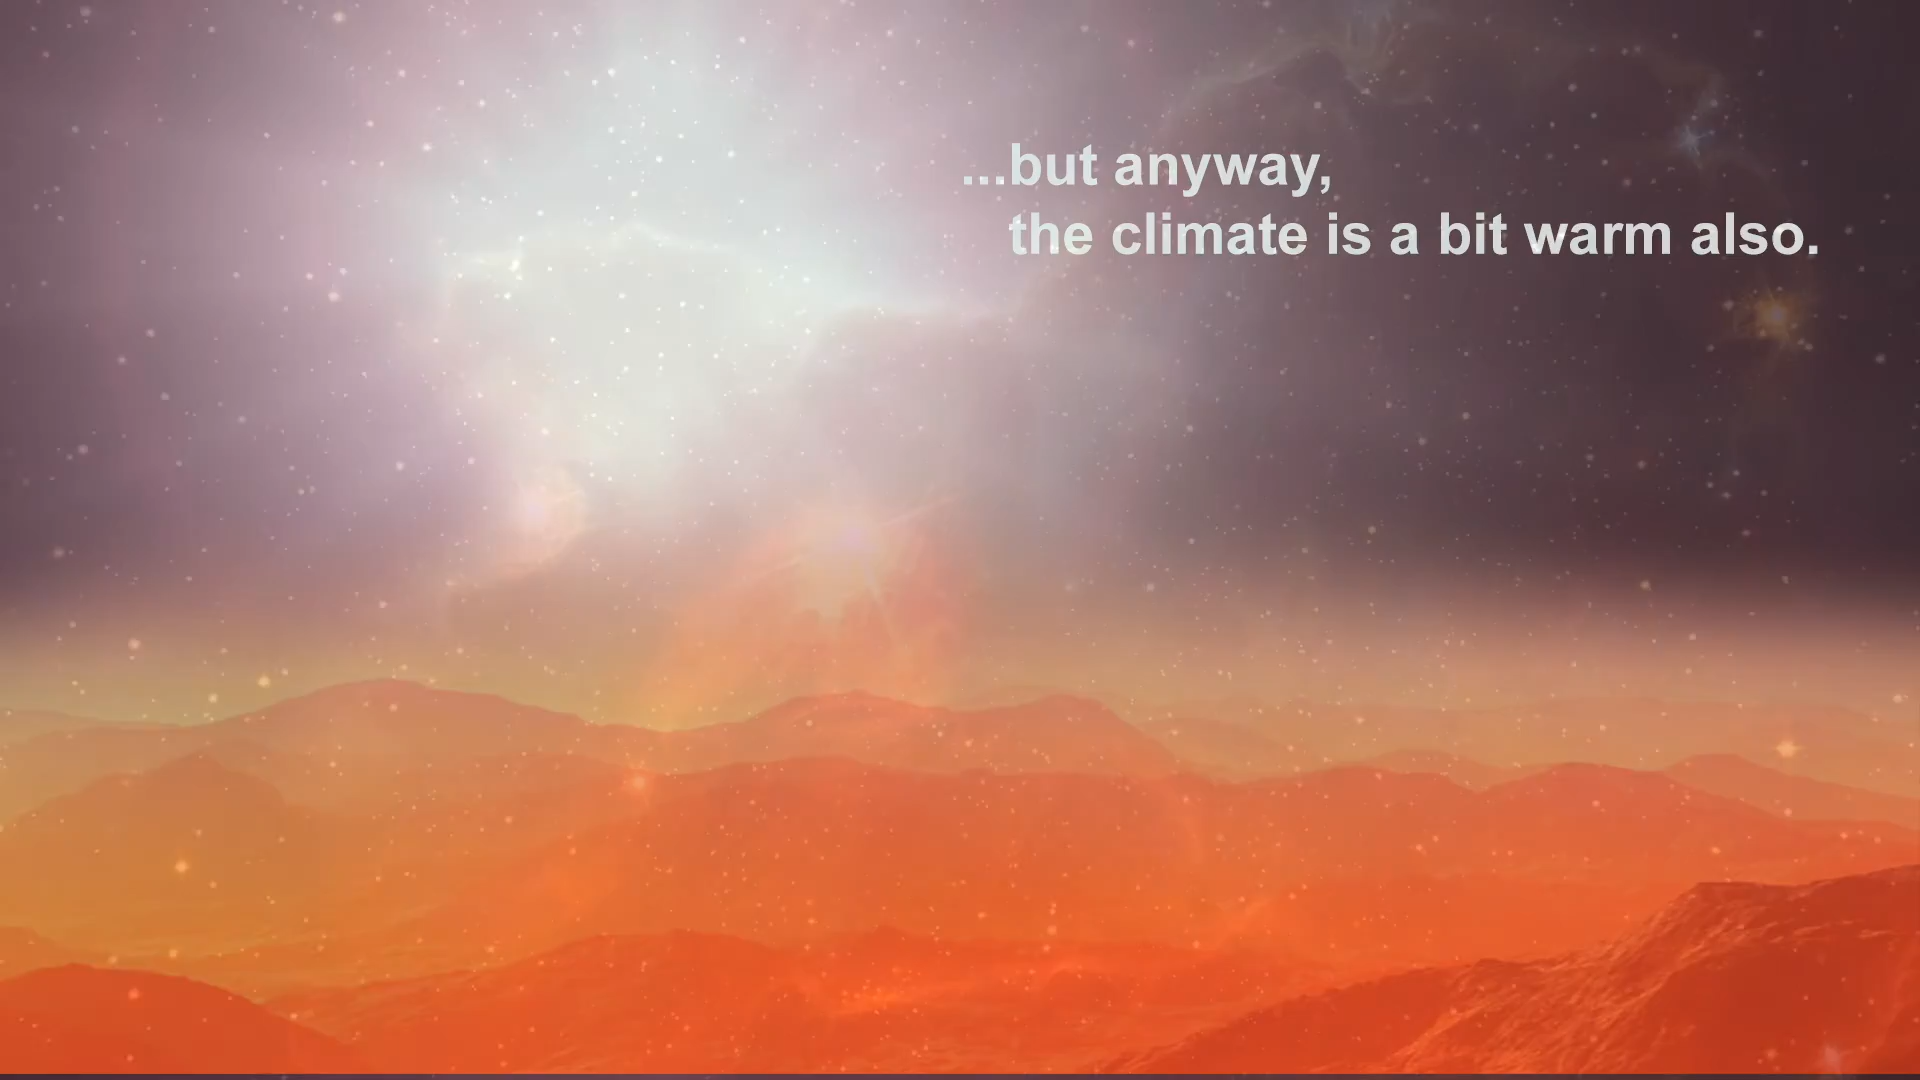 ...but anyway,
the climate is a bit warm also.